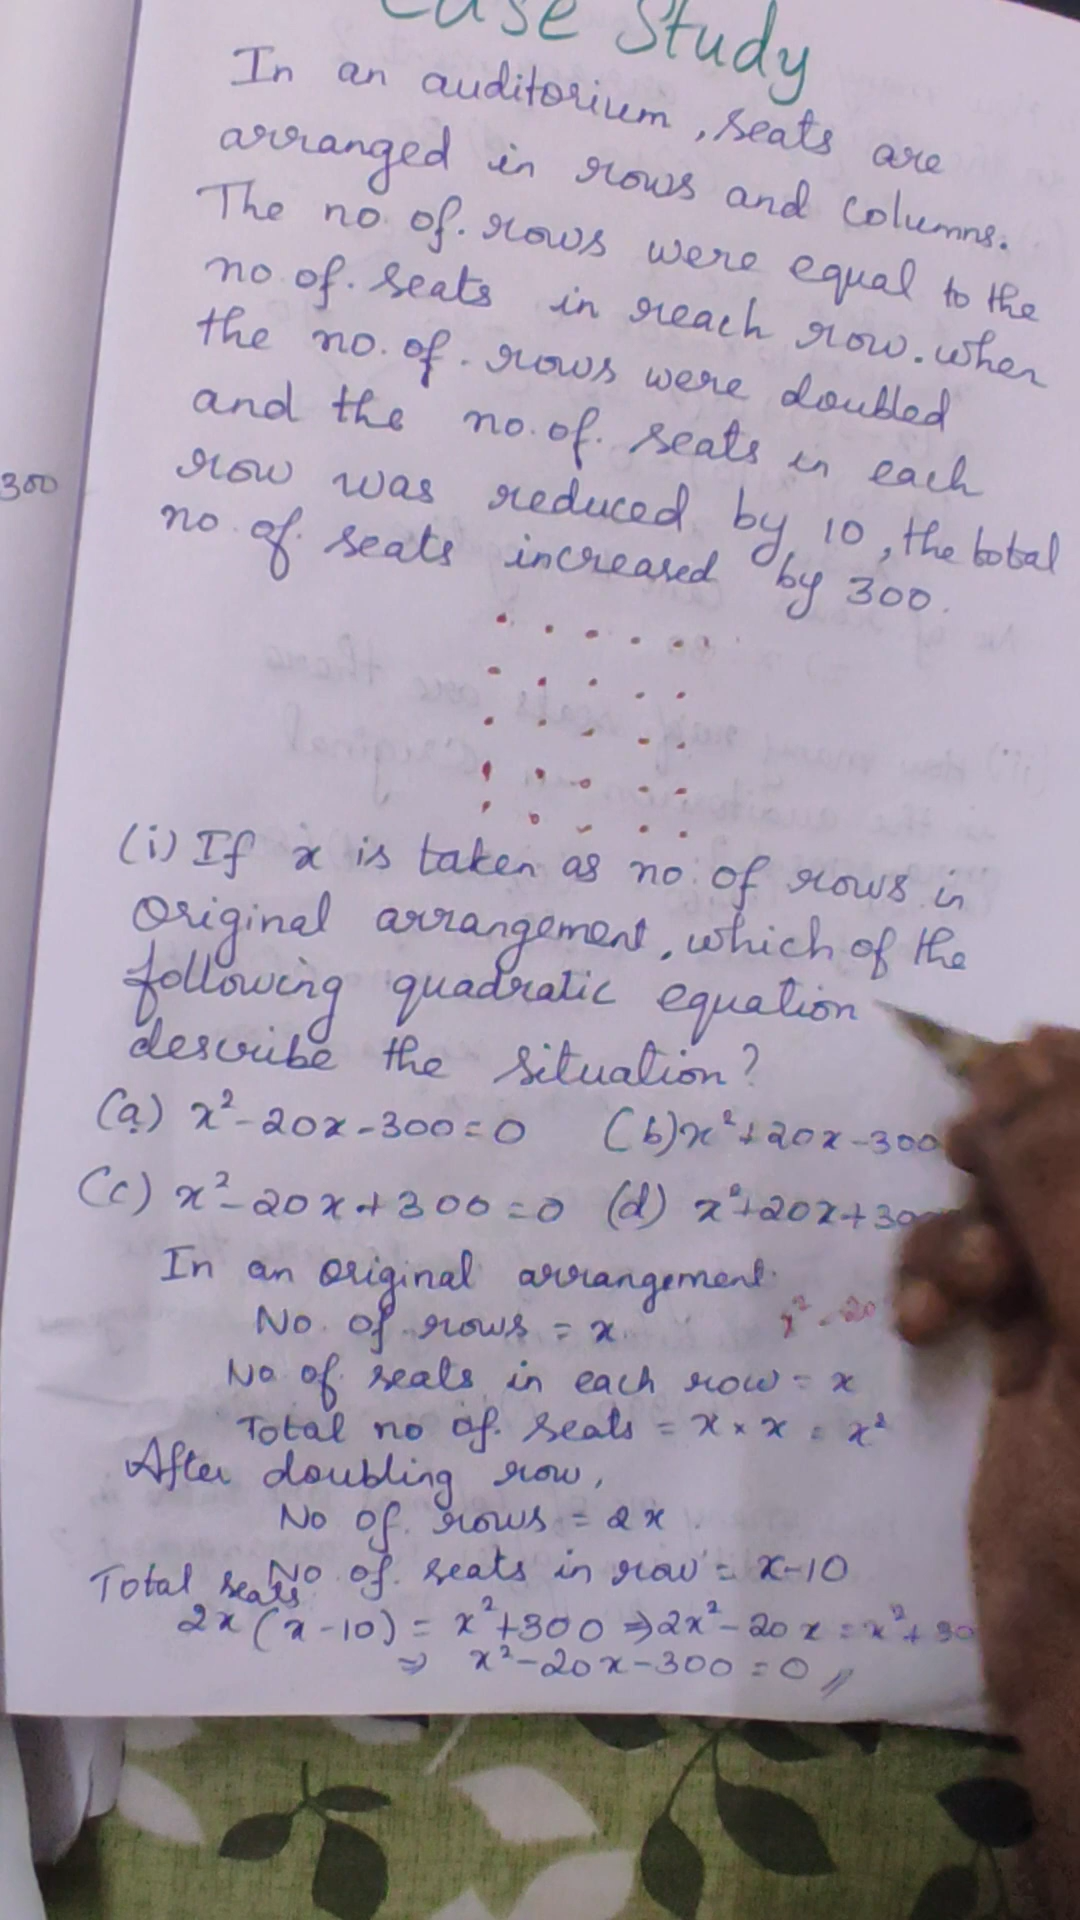 Case Study
In an auditorium, seats are
arranged in rows and columns.
The no. of. rows were equal to the
no. of. seats in reach row. when
the no. of. rows were doubled
and the no. of. seats in each
row was reduced by 10, the total
300
no. of. seats increased by 300.
(i) If x is taken as no. of rows in
Original arrangement, which of the
following quadratic equation
describe the situation?
(a) x²-20x-300=0 (b) x²+20x-300
(c) x²-20x+300=0 (d) x²+20x+30
In an original arrangement.
No. of. rows = x
x² - 20
No of. seats in each row = x
Total no of. seats = x × x = x²
After doubling row,
No of. rows = 2x
No of. seats in row = x-10
Total seats
2x(x-10) = x²+300 ⇒ 2x²-20x = x²+30
⇒ x²-20x-300=0 //